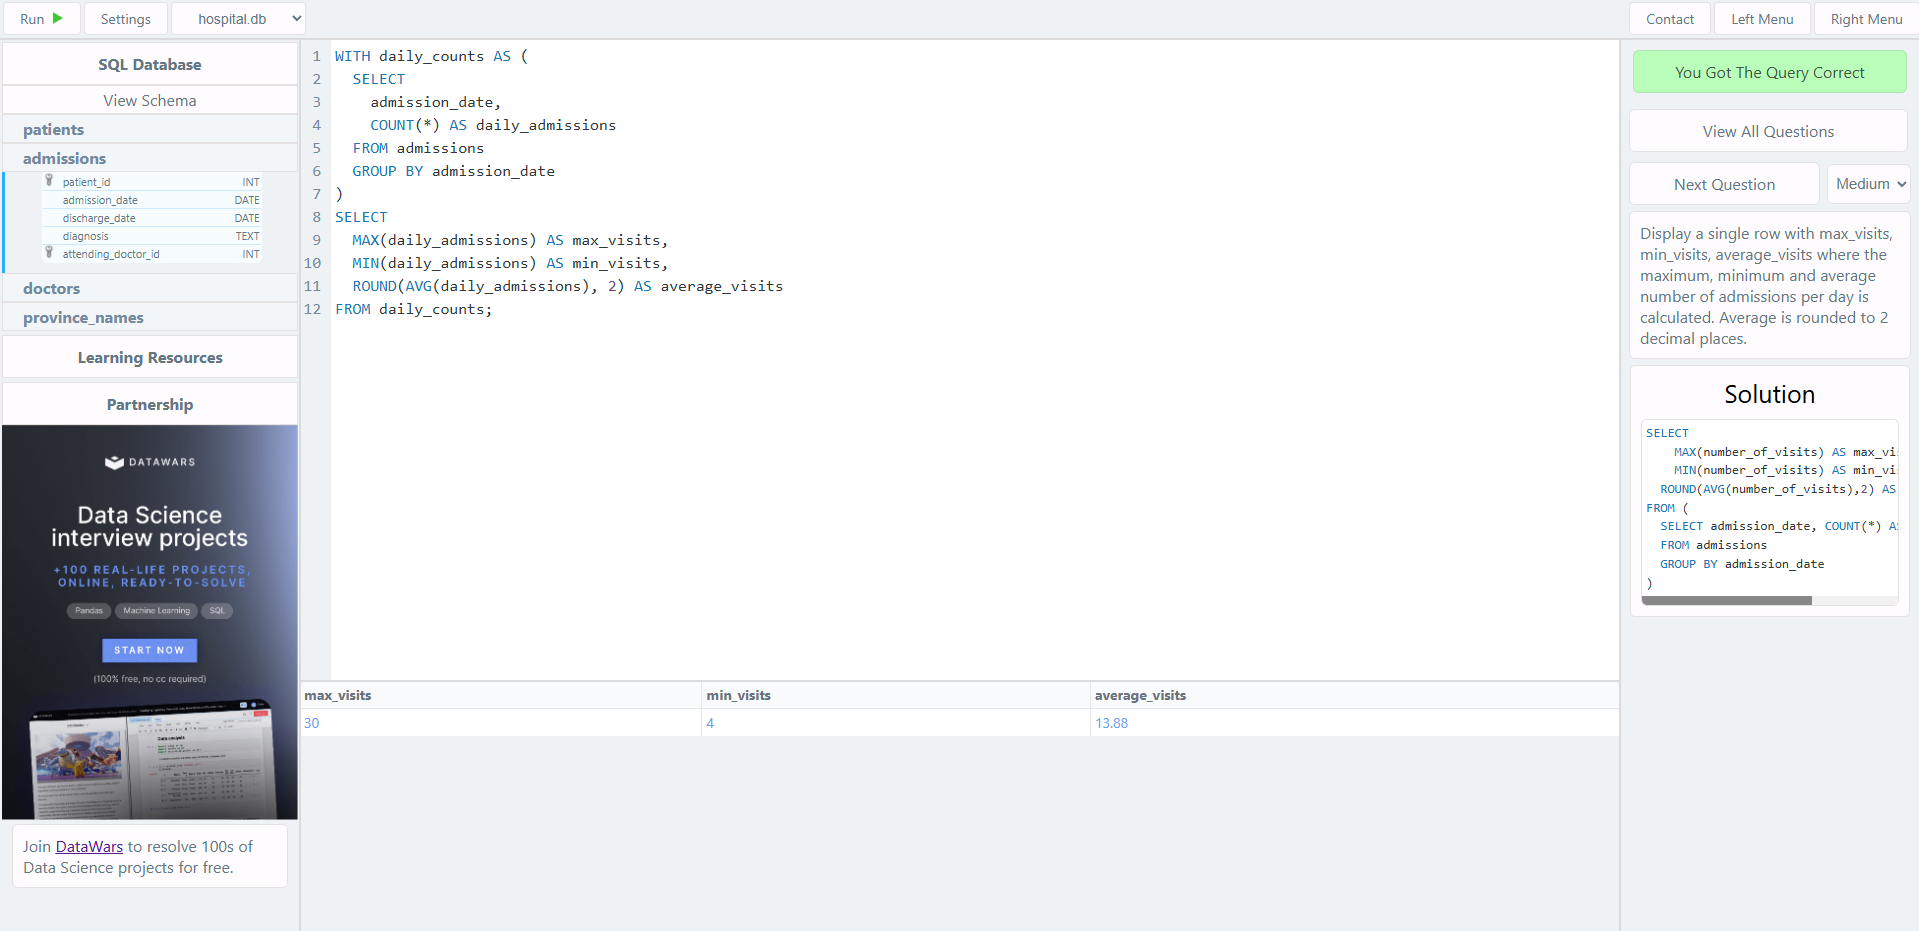 Run
Settings
hospital.db
Contact
Left Menu
Right Menu
SQL Database
View Schema
patients
admissions
patient_id INT
admission_date DATE
discharge_date DATE
diagnosis TEXT
attending_doctor_id INT
doctors
province_names
Learning Resources
Partnership
DATAWARS
Data Science
interview projects
+100 REAL-LIFE PROJECTS,
ONLINE, READY-TO-SOLVE
Pandas
Machine Learning
SQL
START NOW
(100% free, no cc required)
Join DataWars to resolve 100s of
Data Science projects for free.
1 WITH daily_counts AS (
2 SELECT
3 admission_date,
4 COUNT(*) AS daily_admissions
5 FROM admissions
6 GROUP BY admission_date
7 )
8 SELECT
9 MAX(daily_admissions) AS max_visits,
10 MIN(daily_admissions) AS min_visits,
11 ROUND(AVG(daily_admissions), 2) AS average_visits
12 FROM daily_counts;
max_visits min_visits average_visits
30 4 13.88
You Got The Query Correct
View All Questions
Next Question
Medium
Display a single row with max_visits,
min_visits, average_visits where the
maximum, minimum and average
number of admissions per day is
calculated. Average is rounded to 2
decimal places.
Solution
SELECT
MAX(number_of_visits) AS max_vi
MIN(number_of_visits) AS min_vi
ROUND(AVG(number_of_visits),2) AS
FROM (
SELECT admission_date, COUNT(*) A
FROM admissions
GROUP BY admission_date
)